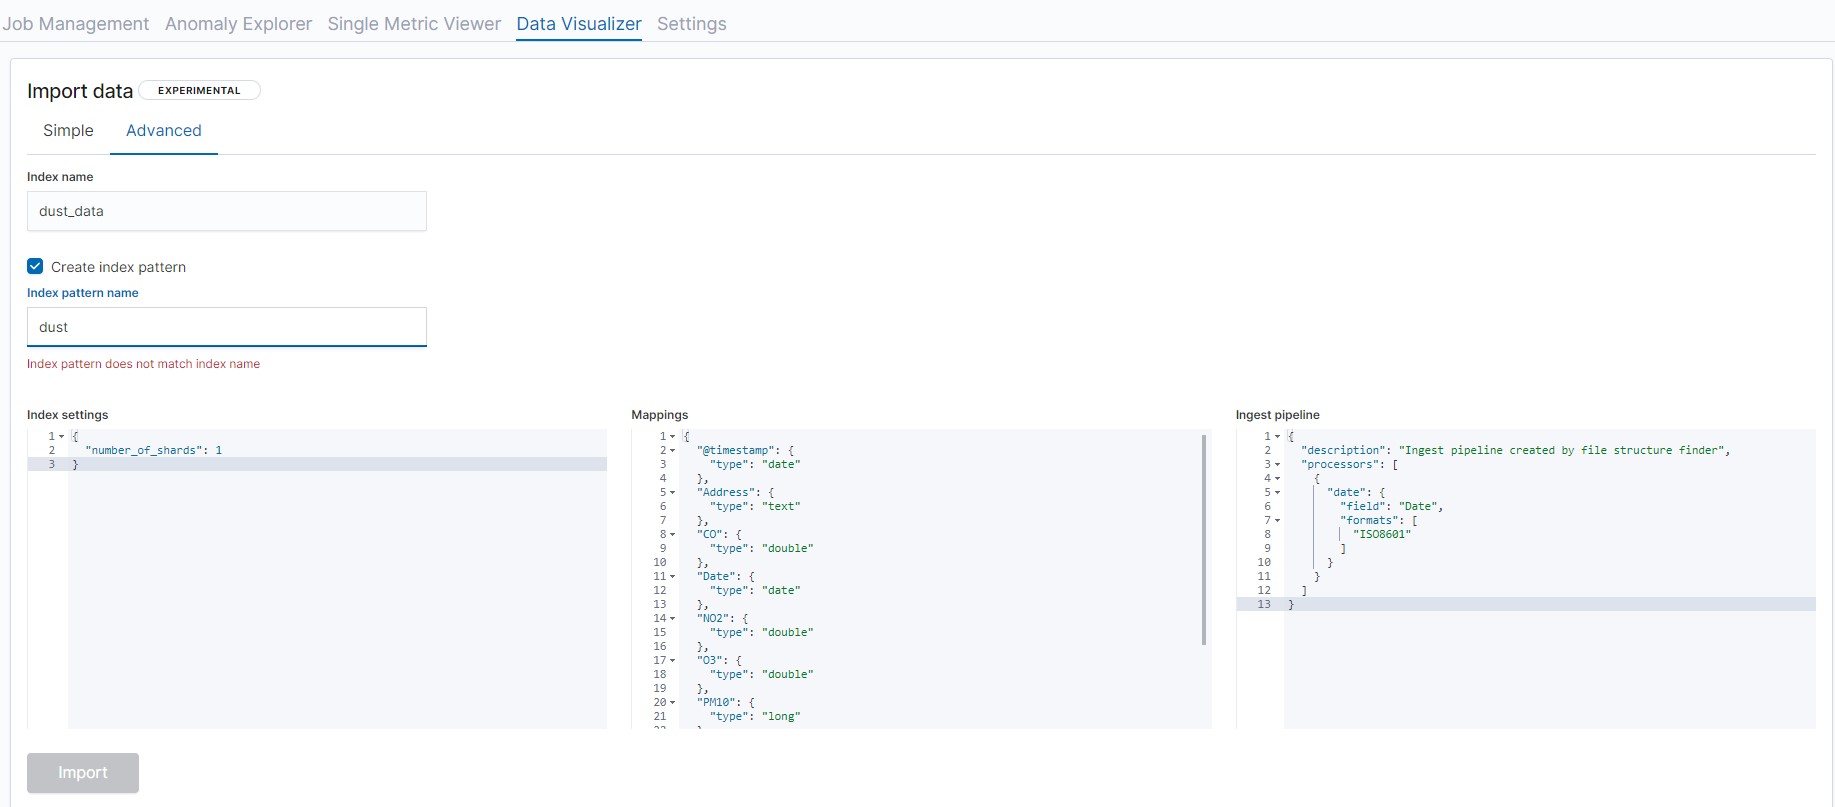 Job Management Anomaly Explorer Single Metric Viewer Data Visualizer Settings
Import data EXPERIMENTAL
Simple Advanced
Index name
dust_data
Create index pattern
Index pattern name
dust
Index pattern does not match index name
Index settings
1 {
2 "number_of_shards": 1
3 }
Mappings
1 {
2 "@timestamp": {
3 "type": "date"
4 },
5 "Address": {
6 "type": "text"
7 },
8 "CO": {
9 "type": "double"
10 },
11 "Date": {
12 "type": "date"
13 },
14 "NO2": {
15 "type": "double"
16 },
17 "O3": {
18 "type": "double"
19 },
20 "PM10": {
21 "type": "long"
Ingest pipeline
1 {
2 "description": "Ingest pipeline created by file structure finder",
3 "processors": [
4 {
5 "date": {
6 "field": "Date",
7 "formats": [
8 "ISO8601"
9 ]
10 }
11 }
12 ]
13 }
Import